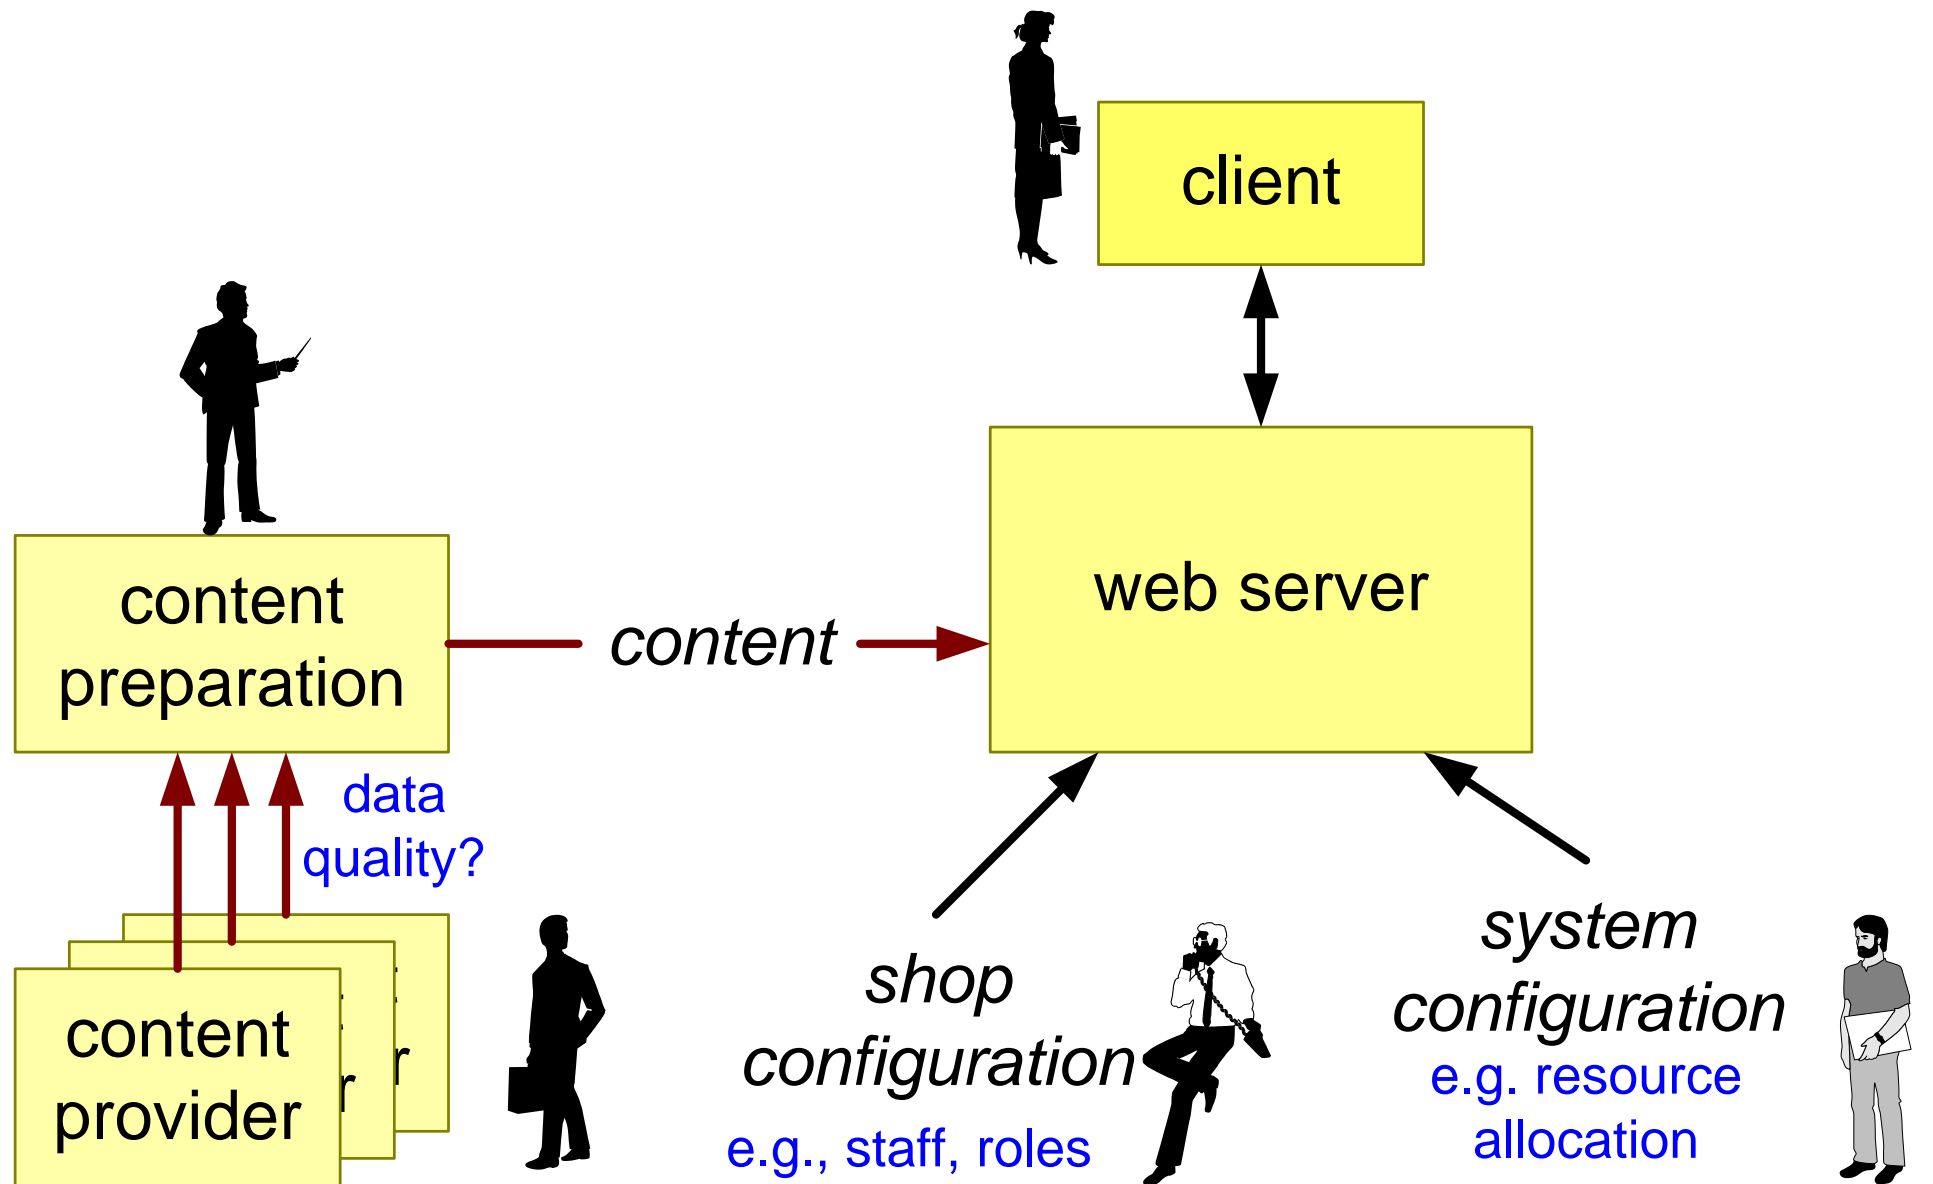 client
web server
content
preparation
content
data
quality?
content
provider
r
r
shop
configuration
e.g., staff, roles
system
configuration
e.g. resource
allocation